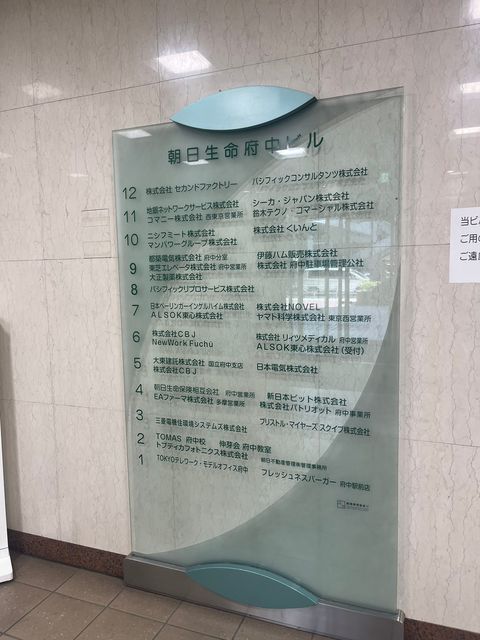 朝日生命府中ビル
12 株式会社 セカンドファクトリー パシフィックコンサルタンツ株式会社
11 地銀ネットワークサービス株式会社 シーカ・ジャパン株式会社
コマニー株式会社 西東京営業所 鈴木テクノ・コマーシャル株式会社
10 ニシフミート株式会社 株式会社 くいんと
マンパワーグループ株式会社
9 都築電気株式会社 府中分室 伊藤ハム販売株式会社
東芝エレベータ株式会社 府中営業所 株式会社 府中駐車場管理公社
大正製薬株式会社
8 パシフィックリプロサービス株式会社
7 日本ベーリンガーインゲルハイム株式会社 株式会社NOVEL
ALSOK東心株式会社 ヤマト科学株式会社 東京西営業所
6 株式会社CBJ 株式会社 リィツメディカル 府中営業所
NewWork Fuchu ALSOK東心株式会社(受付)
5 大東建託株式会社 国立府中支店 日本電気株式会社
株式会社CBJ
4 朝日生命保険相互会社 府中営業所 新日本ビット株式会社
EAファーマ株式会社 多摩営業所 株式会社パトリオット 府中事業所
3 三菱電機住環境システムズ株式会社 ブリストル・マイヤーズ スクイブ株式会社
2 TOMAS 府中校 伸芽会 府中教室
トプティカフォトニクス株式会社 朝日不動産管理㈱管理事務所
1 TOKYOテレワーク・モデルオフィス府中 フレッシュネスバーガー 府中駅前店
当ビ
ご用の
ご遠